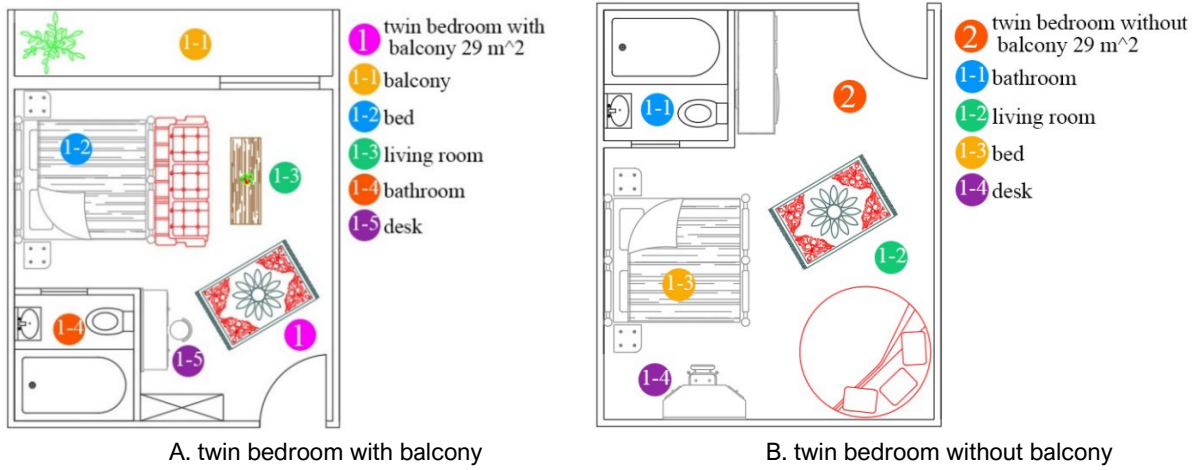 1-1
1-2
1-3
1-4
1-5
1
1 twin bedroom with
balcony 29 m^2
1-1 balcony
1-2 bed
1-3 living room
1-4 bathroom
1-5 desk
A. twin bedroom with balcony
2
1-1
1-2
1-3
1-4
2 twin bedroom without
balcony 29 m^2
1-1 bathroom
1-2 living room
1-3 bed
1-4 desk
B. twin bedroom without balcony